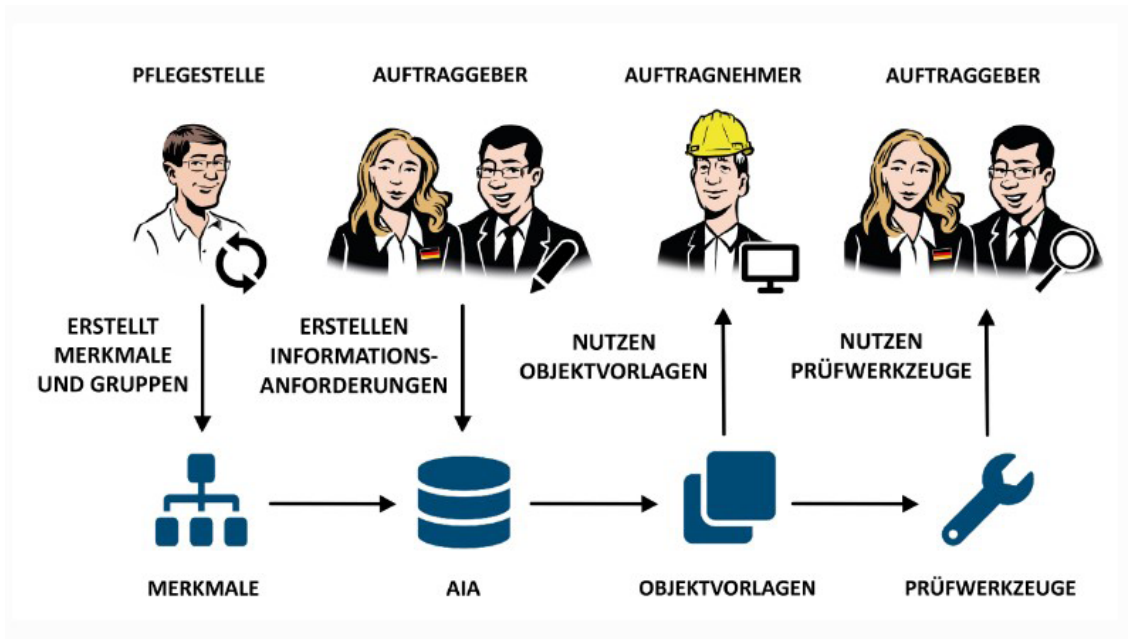 PFLEGESTELLE
AUFTRAGGEBER
AUFTRAGNEHMER
AUFTRAGGEBER
ERSTELLT
MERKMALE
UND GRUPPEN
ERSTELLEN
INFORMATIONS-
ANFORDERUNGEN
NUTZEN
OBJEKTVORLAGEN
NUTZEN
PRÜFWERKZEUGE
MERKMALE
AIA
OBJEKTVORLAGEN
PRÜFWERKZEUGE